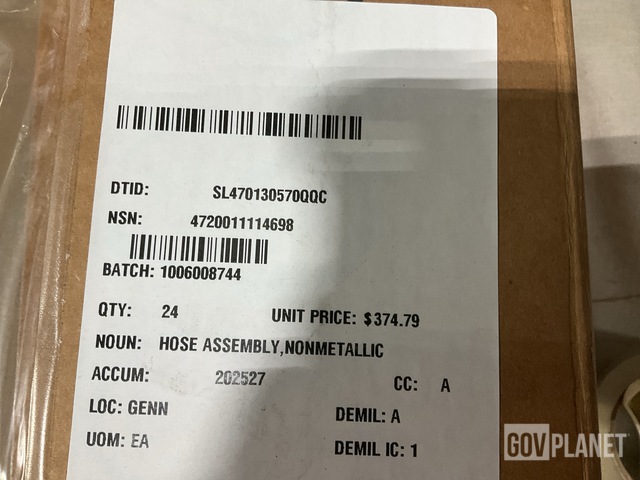 DTID: SL470130570QQC
NSN: 4720011114698
BATCH: 1006008744
QTY: 24 UNIT PRICE: $374.79
NOUN: HOSE ASSEMBLY,NONMETALLIC
ACCUM: 202527 CC: A
LOC: GENN DEMIL: A
UOM: EA DEMIL IC: 1
GOVPLANET